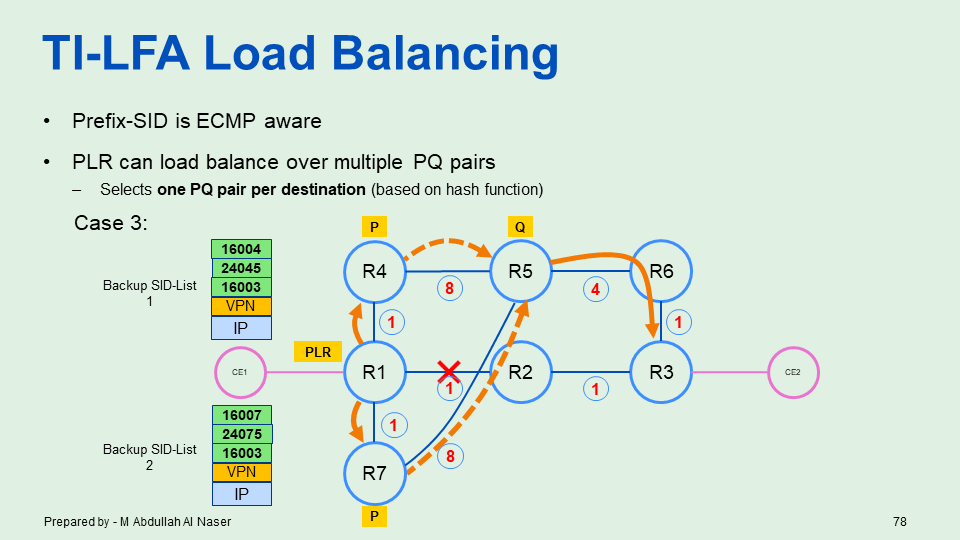 TI-LFA Load Balancing
• Prefix-SID is ECMP aware
• PLR can load balance over multiple PQ pairs
– Selects one PQ pair per destination (based on hash function)
Case 3:
P
Q
16004
24045
16003
VPN
IP
Backup SID-List
1
R4
R5
R6
8
4
1
1
PLR
CE1
R1
R2
R3
CE2
1
1
1
16007
24075
16003
VPN
IP
Backup SID-List
2
8
R7
P
Prepared by - M Abdullah Al Naser
78